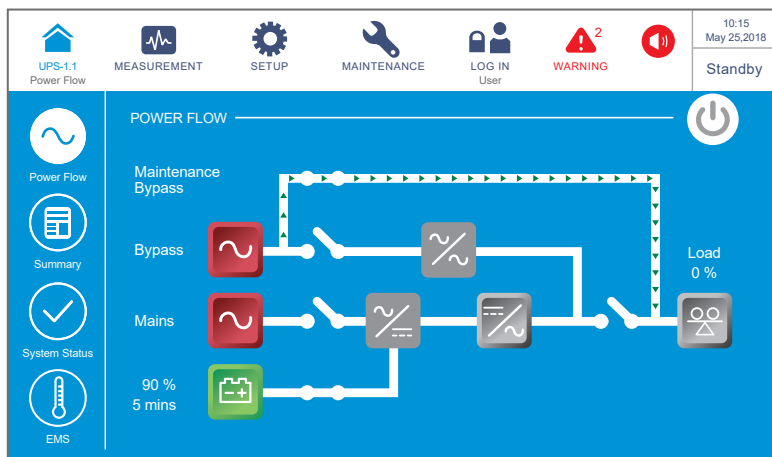 UPS-1.1
Power Flow
MEASUREMENT
SETUP
MAINTENANCE
LOG IN
User
2
WARNING
10:15
May 25,2018
Standby
Power Flow
Summary
System Status
EMS
POWER FLOW
Maintenance
Bypass
Bypass
Mains
90 %
5 mins
Load
0 %